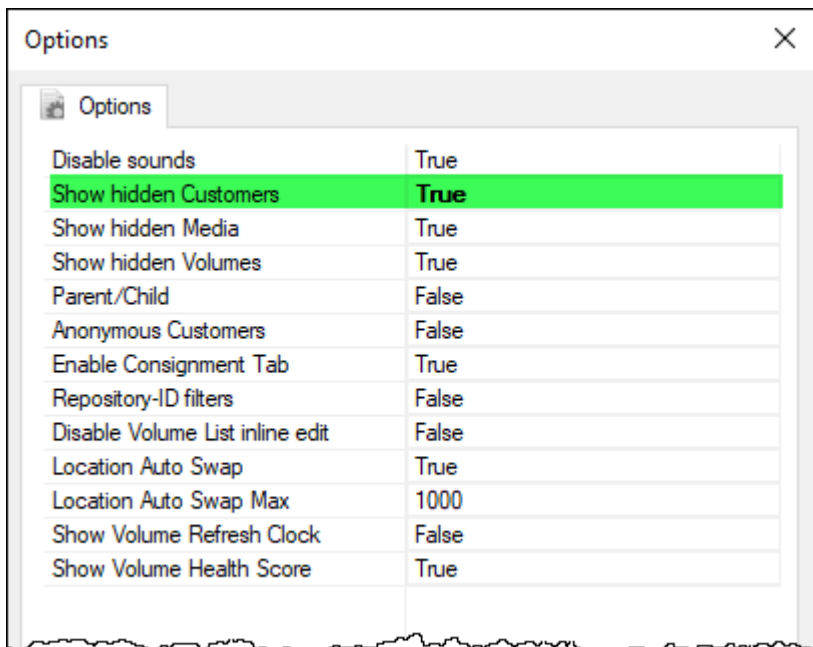 Options
Options
Disable sounds True
Show hidden Customers True
Show hidden Media True
Show hidden Volumes True
Parent/Child False
Anonymous Customers False
Enable Consignment Tab True
Repository-ID filters False
Disable Volume List inline edit False
Location Auto Swap True
Location Auto Swap Max 1000
Show Volume Refresh Clock False
Show Volume Health Score True